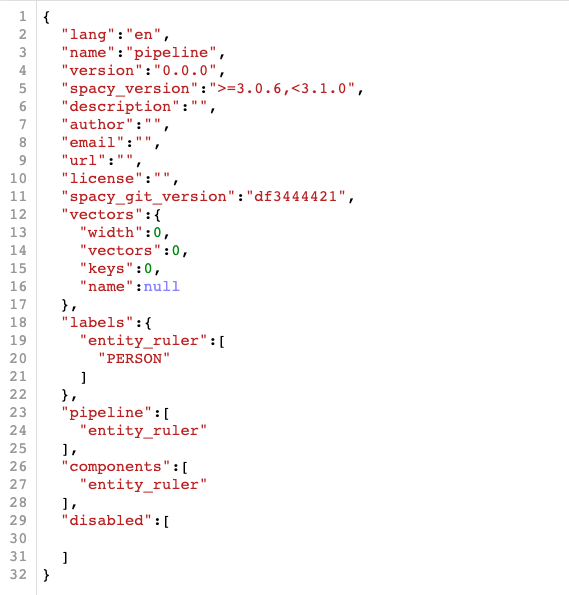 1 {
2   "lang":"en",
3   "name":"pipeline",
4   "version":"0.0.0",
5   "spacy_version":">=3.0.6,<3.1.0",
6   "description":"",
7   "author":"",
8   "email":"",
9   "url":"",
10   "license":"",
11   "spacy_git_version":"df3444421",
12   "vectors":{
13     "width":0,
14     "vectors":0,
15     "keys":0,
16     "name":null
17   },
18   "labels":{
19     "entity_ruler":[
20       "PERSON"
21     ]
22   },
23   "pipeline":[
24     "entity_ruler"
25   ],
26   "components":[
27     "entity_ruler"
28   ],
29   "disabled":[
30
31   ]
32 }